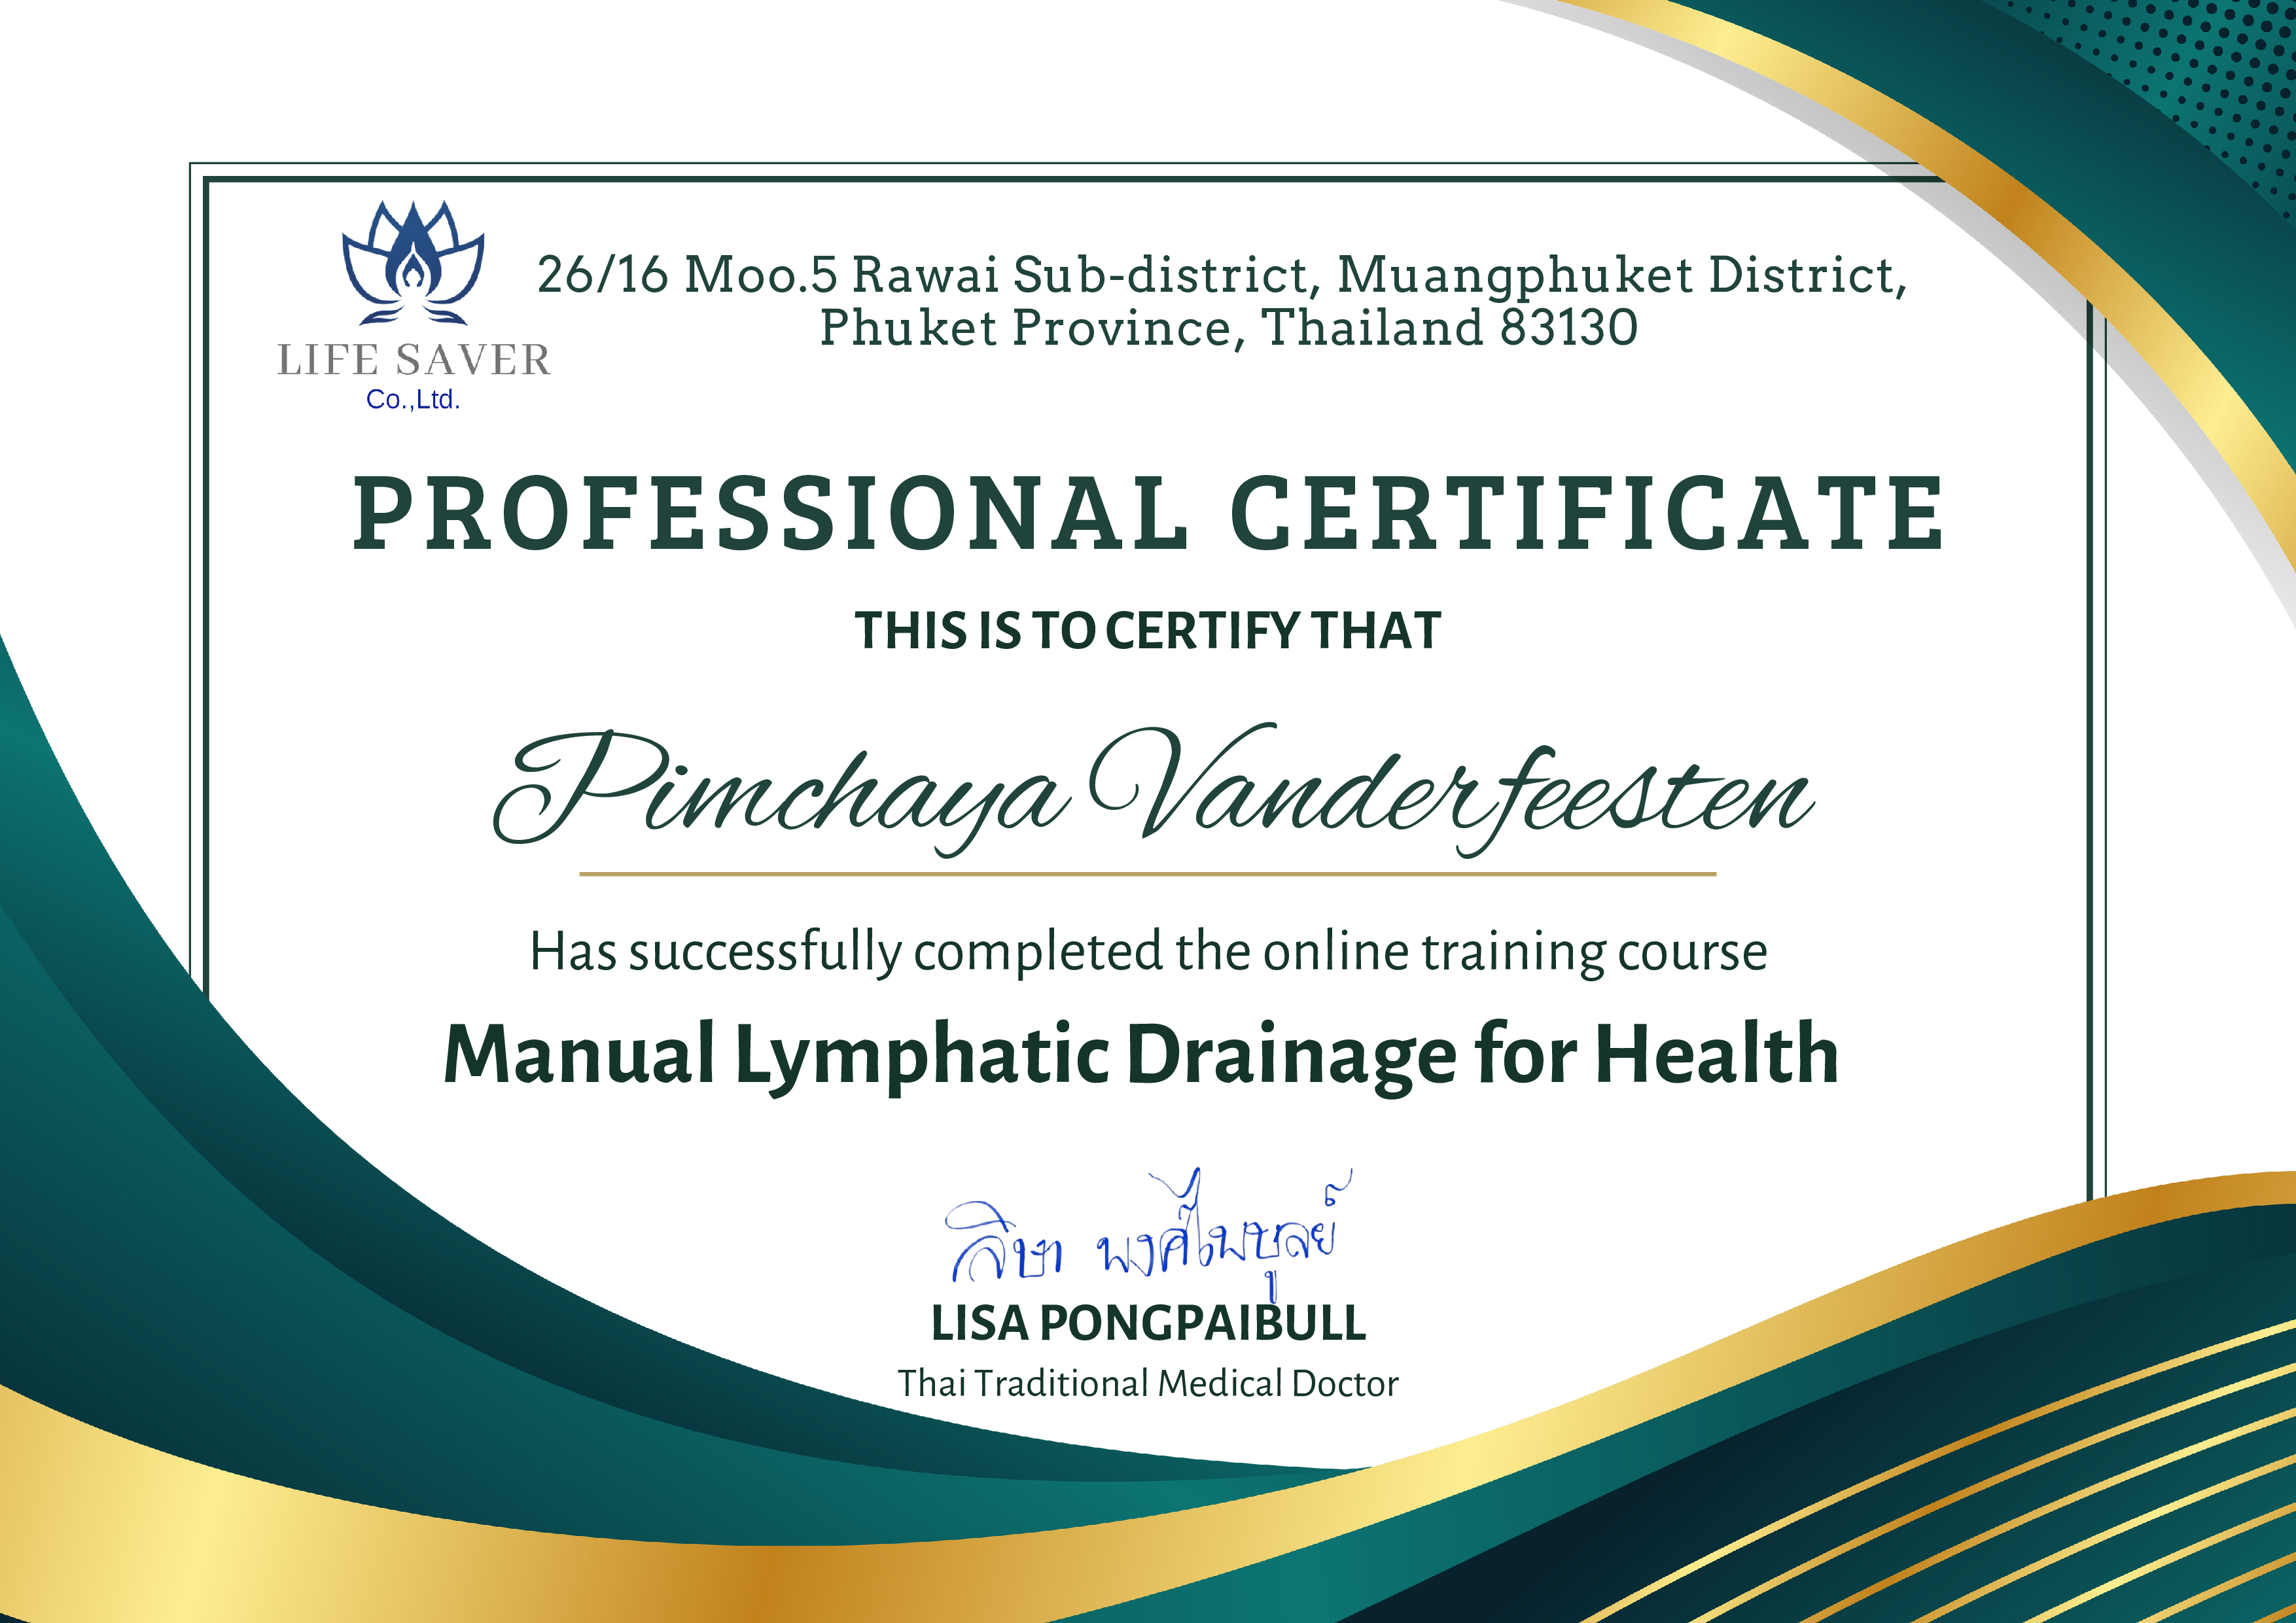 26/16 Moo.5 Rawai Sub-district, Muangphuket District,
Phuket Province, Thailand 83130
LIFE SAVER
Co.,Ltd.
PROFESSIONAL CERTIFICATE
THIS IS TO CERTIFY THAT
Pimchaya Vanderfeesten
Has successfully completed the online training course
Manual Lymphatic Drainage for Health
ลิษา พงศ์ไพบูลย์
LISA PONGPAIBULL
Thai Traditional Medical Doctor